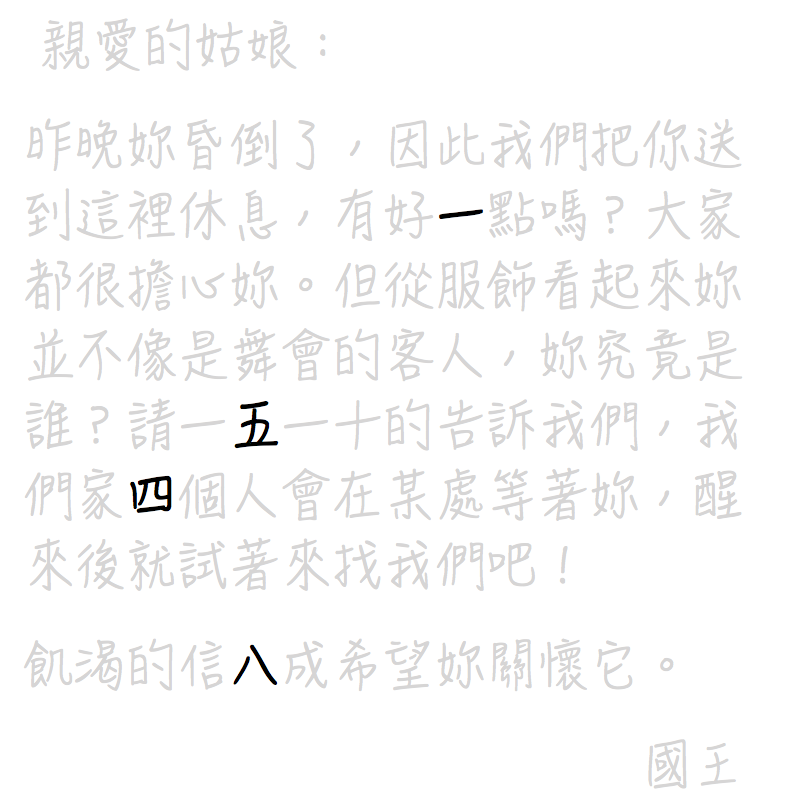 親愛的姑娘：
昨晚妳昏倒了，因此我們把你送
到這裡休息，有好一點嗎？大家
都很擔心妳。但從服飾看起來妳
並不像是舞會的客人，妳究竟是
誰？請一五一十的告訴我們，我
們家四個人會在某處等著妳，醒
來後就試著來找我們吧！
飢渴的信八成希望妳關懷它。
國王